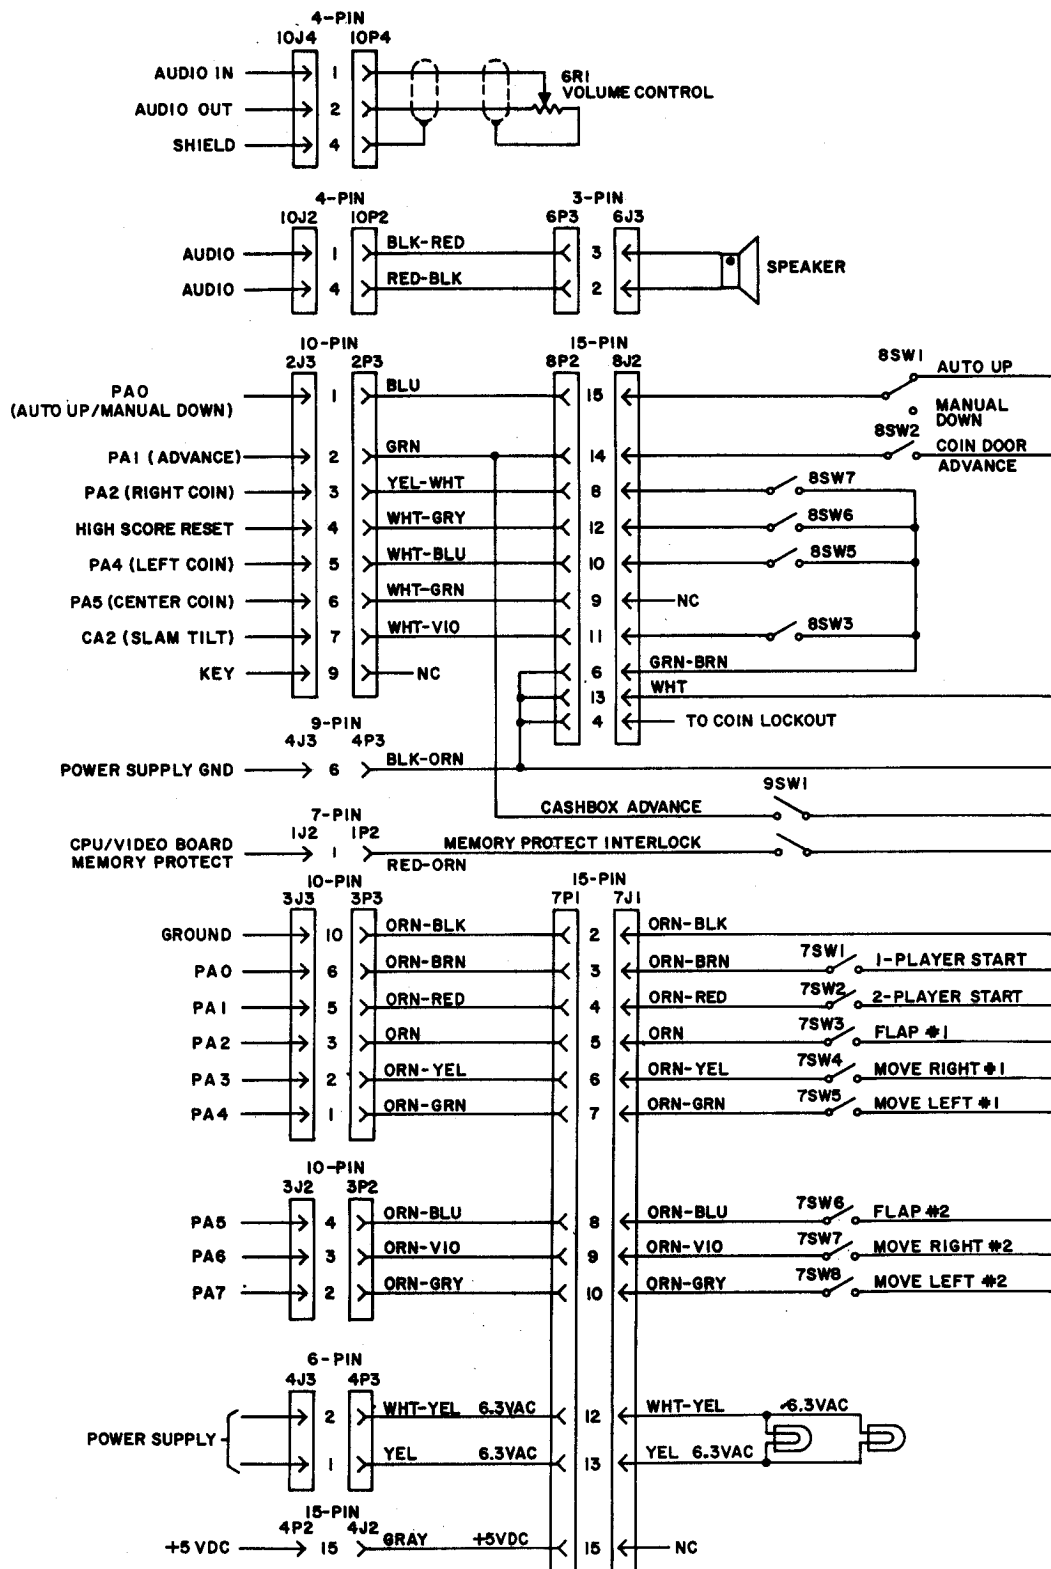 4-PIN
10J4 10P4
AUDIO IN 1
6R1
VOLUME CONTROL
AUDIO OUT 2
SHIELD 4
4-PIN 3-PIN
10J2 10P2 6P3 6J3
AUDIO 1 BLK-RED 3
SPEAKER
AUDIO 4 RED-BLK 2
10-PIN 15-PIN
2J3 2P3 8P2 8J2
8SW1 AUTO UP
PA0
(AUTO UP/MANUAL DOWN) 1 BLU 15
MANUAL
DOWN
PA1 (ADVANCE) 2 GRN 14 8SW2 COIN DOOR
ADVANCE
PA2 (RIGHT COIN) 3 YEL-WHT 8 8SW7
HIGH SCORE RESET 4 WHT-GRY 12 8SW6
PA4 (LEFT COIN) 5 WHT-BLU 10 8SW5
PA5 (CENTER COIN) 6 WHT-GRN 9 NC
CA2 (SLAM TILT) 7 WHT-VIO 11 8SW3
KEY 9 NC 6 GRN-BRN
13 WHT
4 TO COIN LOCKOUT
9-PIN
4J3 4P3
POWER SUPPLY GND 6 BLK-ORN
9SW1
CASHBOX ADVANCE
7-PIN
1J2 1P2
CPU/VIDEO BOARD
MEMORY PROTECT 1 RED-ORN MEMORY PROTECT INTERLOCK
10-PIN 15-PIN
3J3 3P3 7P1 7J1
GROUND 10 ORN-BLK 2 ORN-BLK
PA0 6 ORN-BRN 3 ORN-BRN 7SW1 1-PLAYER START
PA1 5 ORN-RED 4 ORN-RED 7SW2 2-PLAYER START
PA2 3 ORN 5 ORN 7SW3 FLAP #1
PA3 2 ORN-YEL 6 ORN-YEL 7SW4 MOVE RIGHT #1
PA4 1 ORN-GRN 7 ORN-GRN 7SW5 MOVE LEFT #1
10-PIN
3J2 3P2
PA5 4 ORN-BLU 8 ORN-BLU 7SW6 FLAP #2
PA6 3 ORN-VIO 9 ORN-VIO 7SW7 MOVE RIGHT #2
PA7 2 ORN-GRY 10 ORN-GRY 7SW8 MOVE LEFT #2
6-PIN
4J3 4P3
2 WHT-YEL 6.3VAC 12 WHT-YEL 6.3VAC
POWER SUPPLY
1 YEL 6.3VAC 13 YEL 6.3VAC
15-PIN
4P2 4J2
+5VDC 15 GRAY +5VDC 15 NC